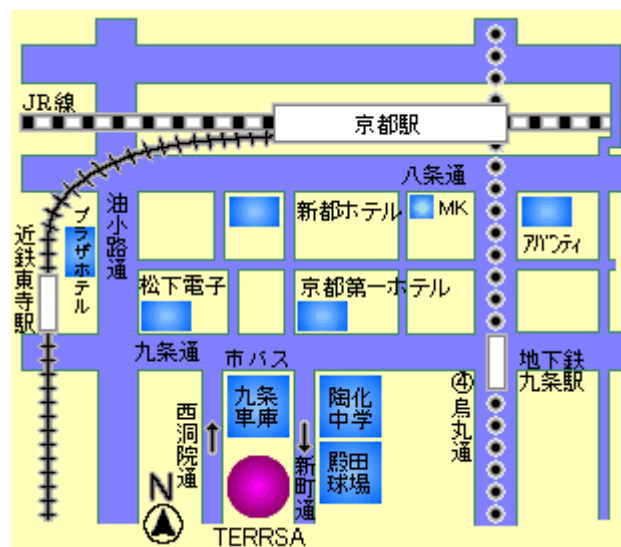 JR線
京都駅
八条通
新都ホテル
MK
アバンティ
プラザホテル
油小路通
近鉄東寺駅
松下電子
京都第一ホテル
九条通
市バス
九条
車庫
陶化
中学
地下鉄
九条駅
④
烏丸通
西洞院通
新町通
殿田
球場
N
TERRSA